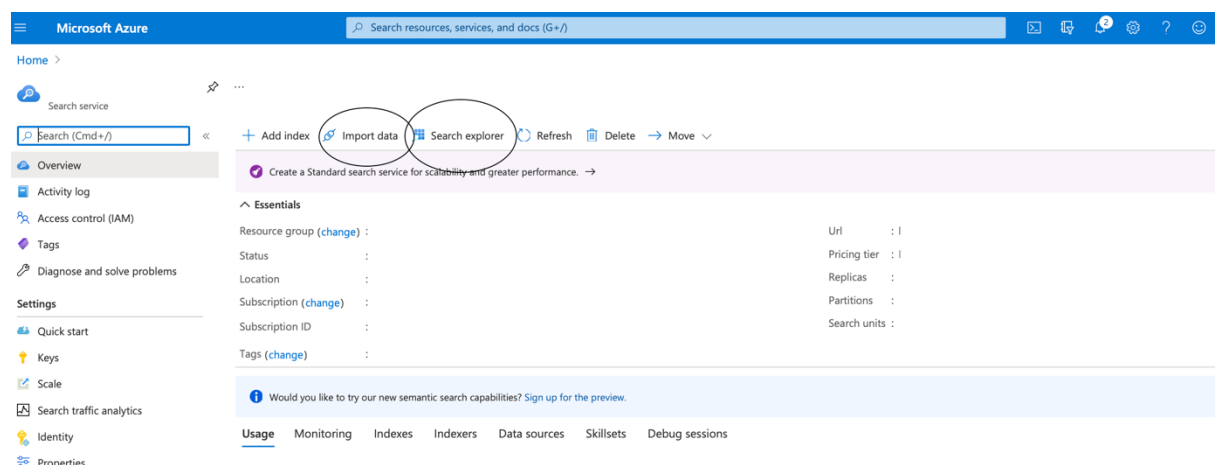 Microsoft Azure
Search resources, services, and docs (G+/)
2
Home >
...
Search service
Search (Cmd+/)
«
+ Add index Import data Search explorer Refresh Delete → Move
Overview
Create a Standard search service for scalability and greater performance. →
Activity log
Essentials
Access control (IAM)
Resource group (change) :
Url :
Tags
Status :
Pricing tier :
Diagnose and solve problems
Location :
Replicas :
Settings
Subscription (change) :
Partitions :
Quick start
Subscription ID :
Search units :
Keys
Tags (change) :
Scale
Would you like to try our new semantic search capabilities? Sign up for the preview.
Search traffic analytics
Identity
Usage Monitoring Indexes Indexers Data sources Skillsets Debug sessions
Properties